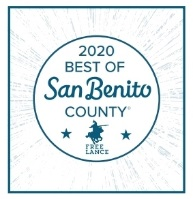 2020
BEST OF
San Benito
COUNTY®
FREE
LANCE